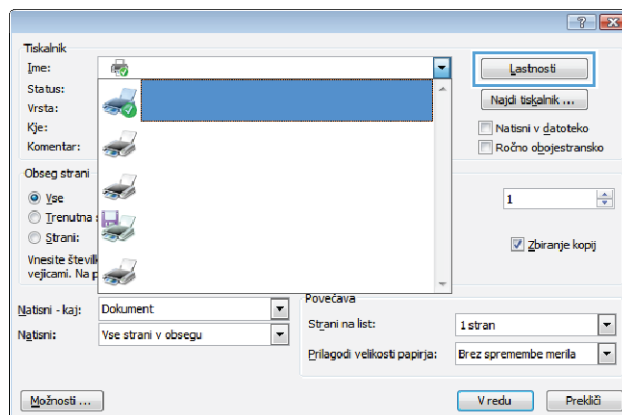 Tiskalnik
Ime:
Lastnosti
Status:
Vrsta:
Najdi tiskalnik ...
Kje:
Natisni v datoteko
Komentar:
Ročno obojestransko
Obseg strani
Vse
1
Trenutna
Strani:
Zbiranje kopij
Vnesite števil
vejicami. Na p
Natisni - kaj:
Dokument
Povečava
Natisni:
Vse strani v obsegu
Strani na list:
1 stran
Prilagodi velikosti papirja:
Brez spremembe merila
Možnosti ...
V redu
Prekliči